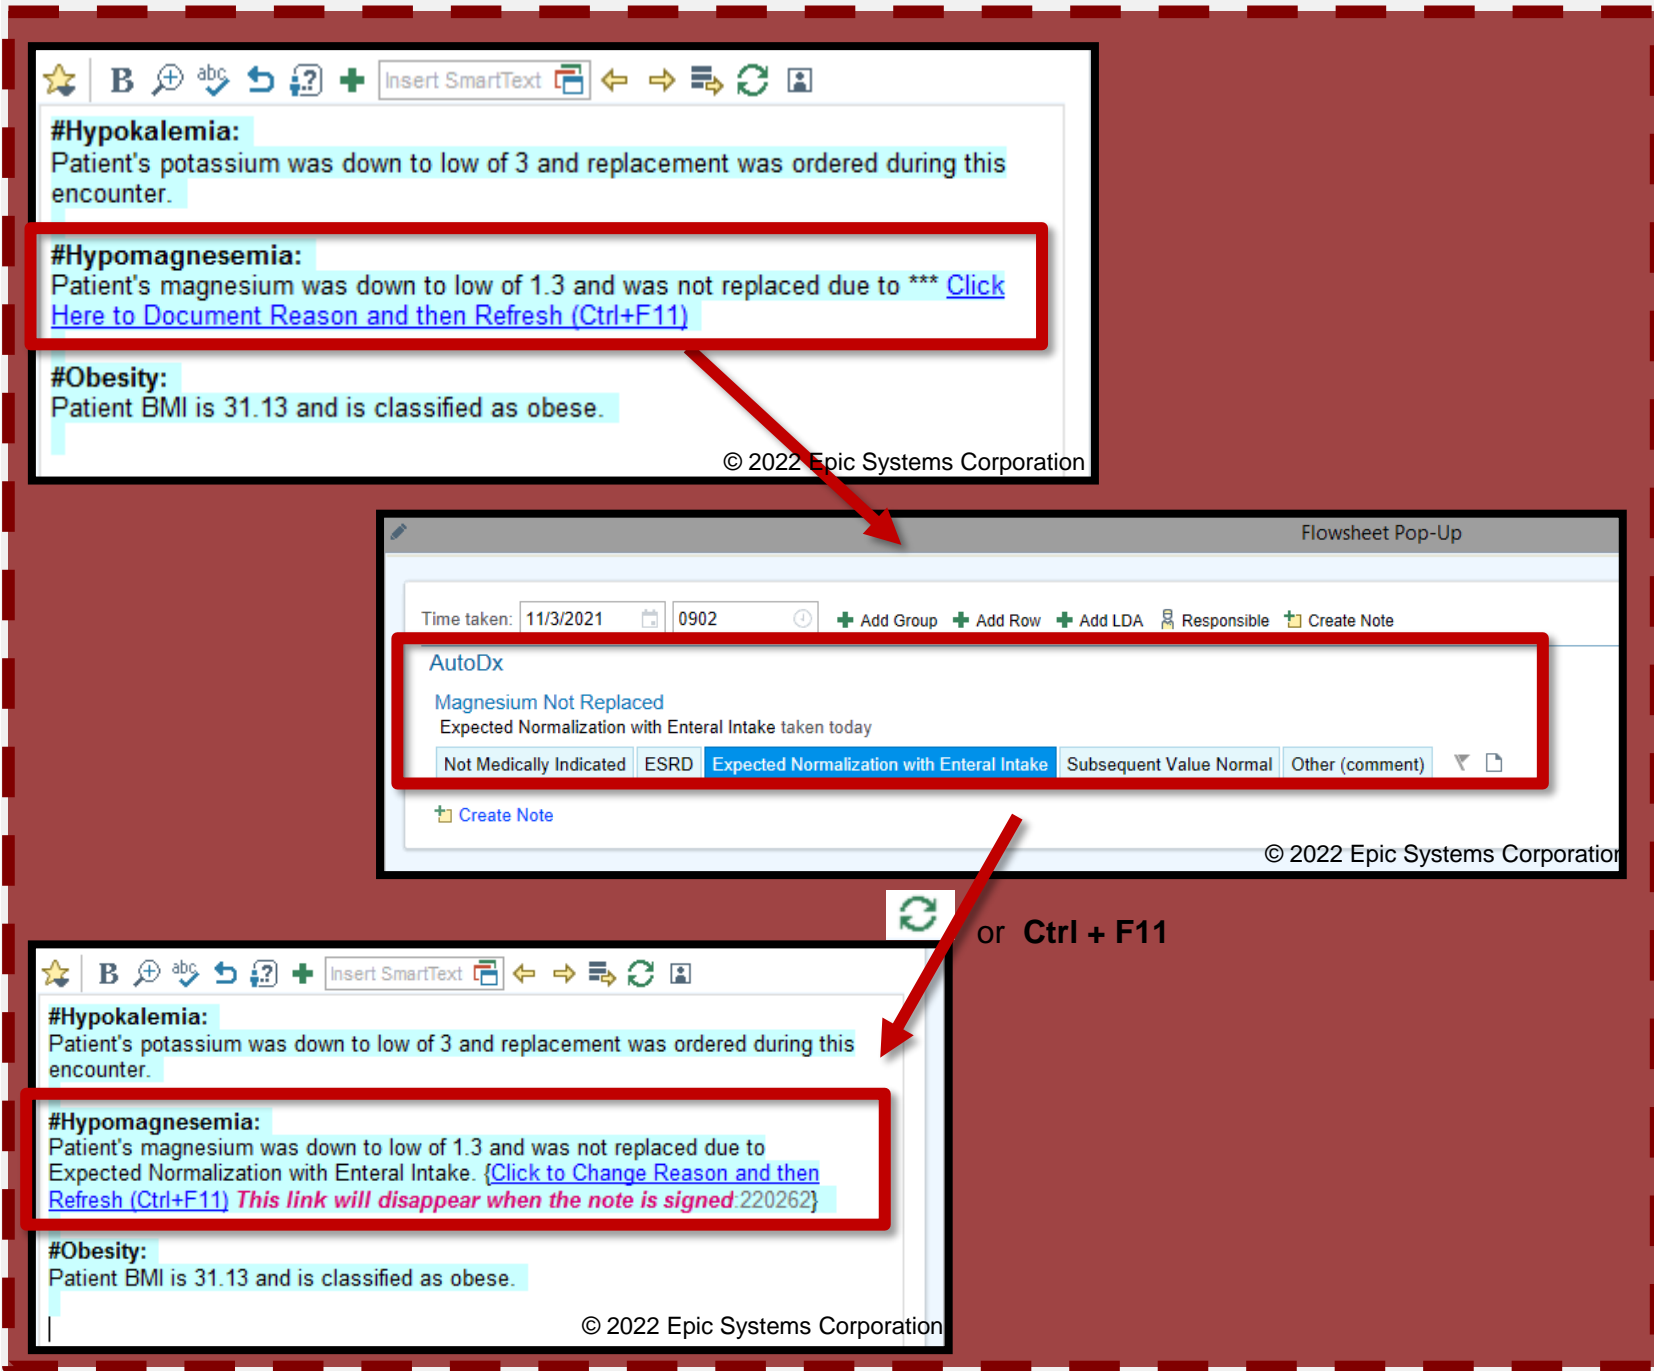 B abc Insert SmartText
#Hypokalemia:
Patient's potassium was down to low of 3 and replacement was ordered during this
encounter.
#Hypomagnesemia:
Patient's magnesium was down to low of 1.3 and was not replaced due to *** Click
Here to Document Reason and then Refresh (Ctrl+F11)
#Obesity:
Patient BMI is 31.13 and is classified as obese.
© 2022 Epic Systems Corporation
Flowsheet Pop-Up
Time taken: 11/3/2021 0902 Add Group Add Row Add LDA Responsible Create Note
AutoDx
Magnesium Not Replaced
Expected Normalization with Enteral Intake taken today
Not Medically Indicated ESRD Expected Normalization with Enteral Intake Subsequent Value Normal Other (comment)
Create Note
© 2022 Epic Systems Corporation
or Ctrl + F11
B abc Insert SmartText
#Hypokalemia:
Patient's potassium was down to low of 3 and replacement was ordered during this
encounter.
#Hypomagnesemia:
Patient's magnesium was down to low of 1.3 and was not replaced due to
Expected Normalization with Enteral Intake. {Click to Change Reason and then
Refresh (Ctrl+F11) This link will disappear when the note is signed:220262}
#Obesity:
Patient BMI is 31.13 and is classified as obese.
© 2022 Epic Systems Corporation